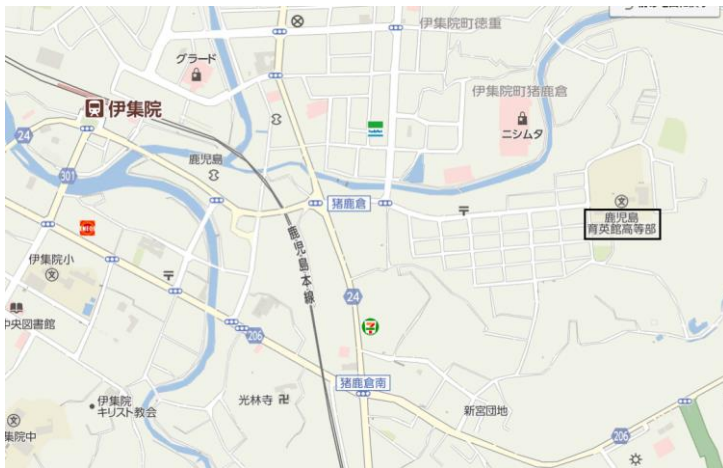 伊集院町徳重
グラード
伊集院町猪鹿倉
伊集院
ニシムタ
24
鹿児島
301
猪鹿倉
鹿児島
育英館高等部
鹿児島本線
伊集院小
24
中央図書館
206
猪鹿倉南
伊集院
キリスト教会
光林寺
新宮団地
集院中
206